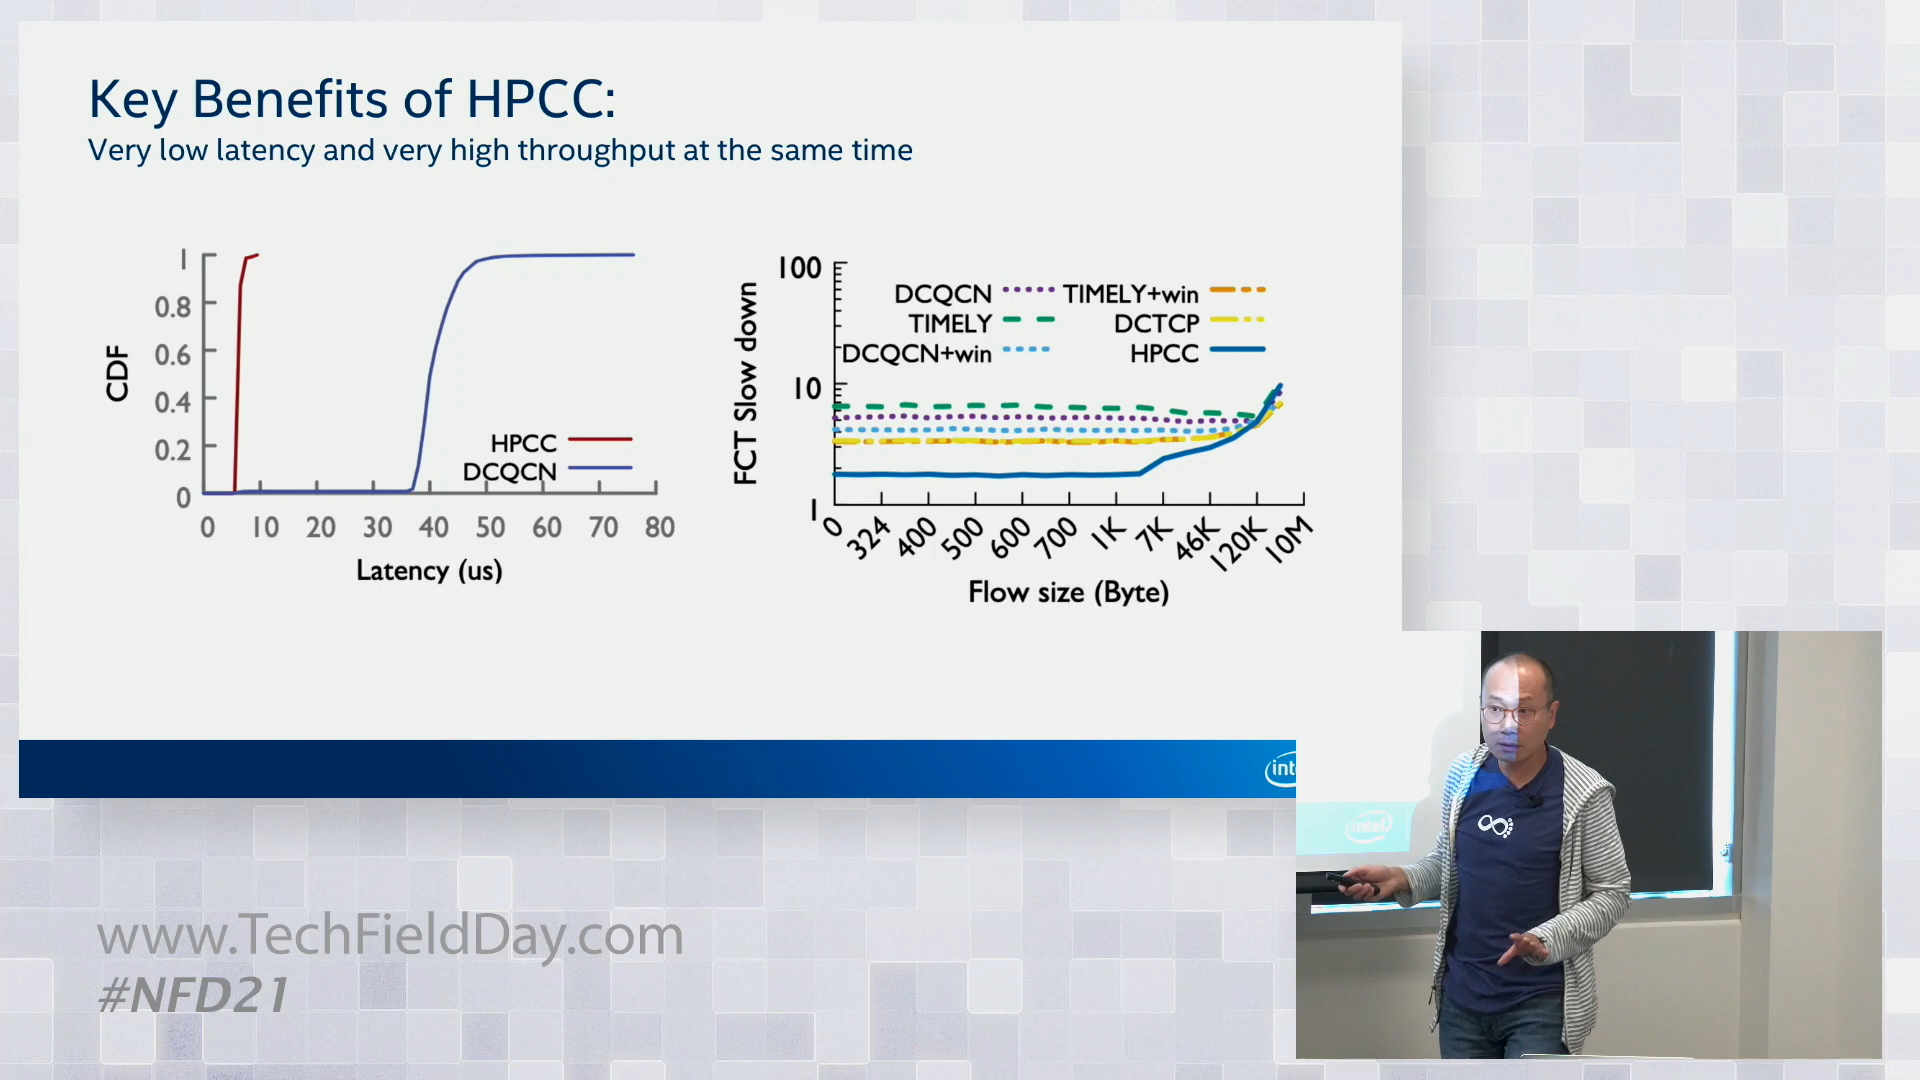 Key Benefits of HPCC:
Very low latency and very high throughput at the same time
CDF
1
0.8
0.6
0.4
0.2
0
HPCC
DCQCN
0 10 20 30 40 50 60 70 80
Latency (us)
FCT Slow down
100
10
1
DCQCN
TIMELY
DCQCN+win
TIMELY+win
DCTCP
HPCC
0 324 400 500 600 700 1K 7K 46K 120K 10M
Flow size (Byte)
intel
www.TechFieldDay.com
#NFD21